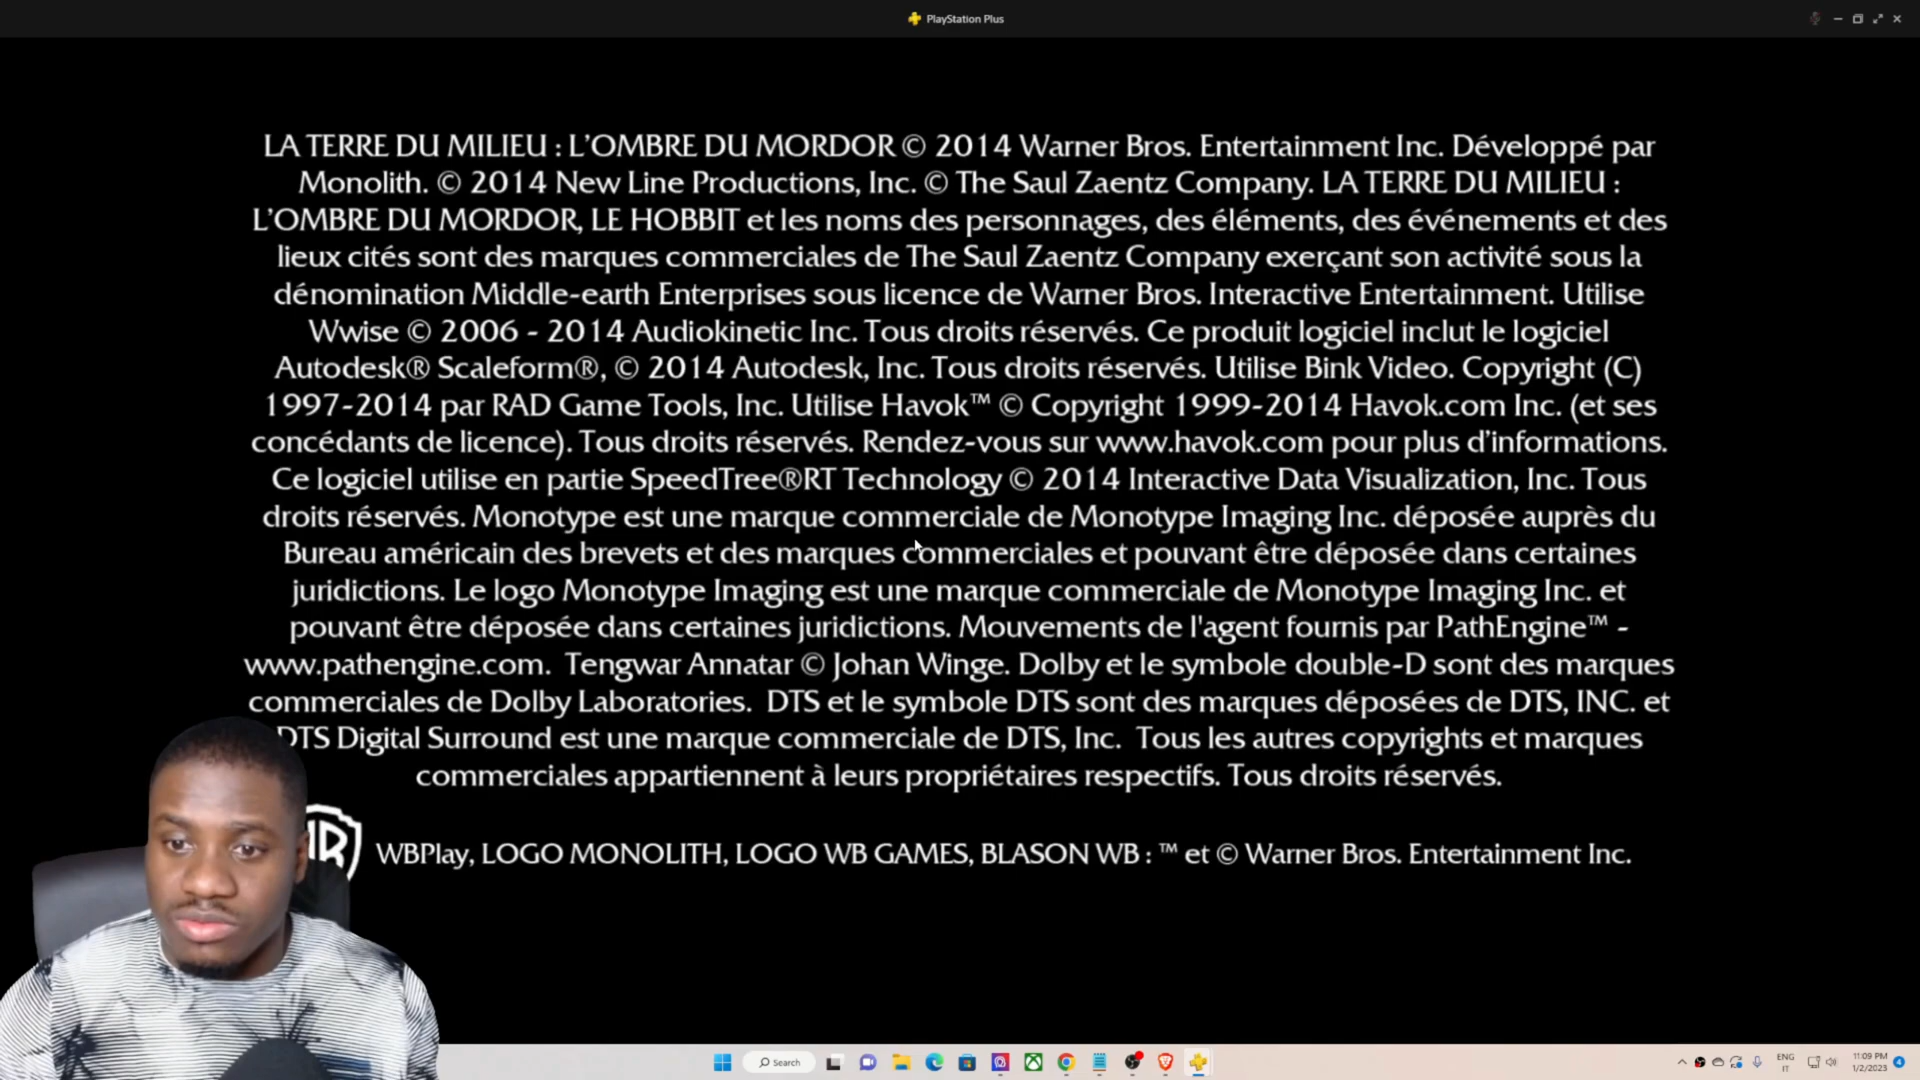 PlayStation Plus
LA TERRE DU MILIEU : L’OMBRE DU MORDOR © 2014 Warner Bros. Entertainment Inc. Développé par
Monolith. © 2014 New Line Productions, Inc. © The Saul Zaentz Company. LA TERRE DU MILIEU :
L’OMBRE DU MORDOR, LE HOBBIT et les noms des personnages, des éléments, des événements et des
lieux cités sont des marques commerciales de The Saul Zaentz Company exerçant son activité sous la
dénomination Middle-earth Enterprises sous licence de Warner Bros. Interactive Entertainment. Utilise
Wwise © 2006 - 2014 Audiokinetic Inc. Tous droits réservés. Ce produit logiciel inclut le logiciel
Autodesk® Scaleform®, © 2014 Autodesk, Inc. Tous droits réservés. Utilise Bink Video. Copyright (C)
1997-2014 par RAD Game Tools, Inc. Utilise Havok™ © Copyright 1999-2014 Havok.com Inc. (et ses
concédants de licence). Tous droits réservés. Rendez-vous sur www.havok.com pour plus d’informations.
Ce logiciel utilise en partie SpeedTree®RT Technology © 2014 Interactive Data Visualization, Inc. Tous
droits réservés. Monotype est une marque commerciale de Monotype Imaging Inc. déposée auprès du
Bureau américain des brevets et des marques commerciales et pouvant être déposée dans certaines
juridictions. Le logo Monotype Imaging est une marque commerciale de Monotype Imaging Inc. et
pouvant être déposée dans certaines juridictions. Mouvements de l'agent fournis par PathEngine™ -
www.pathengine.com. Tengwar Annatar © Johan Winge. Dolby et le symbole double-D sont des marques
commerciales de Dolby Laboratories. DTS et le symbole DTS sont des marques déposées de DTS, INC. et
DTS Digital Surround est une marque commerciale de DTS, Inc. Tous les autres copyrights et marques
commerciales appartiennent à leurs propriétaires respectifs. Tous droits réservés.
WBPlay, LOGO MONOLITH, LOGO WB GAMES, BLASON WB : ™ et © Warner Bros. Entertainment Inc.
Search
ENG
IT
11:09 PM
1/2/2023
4